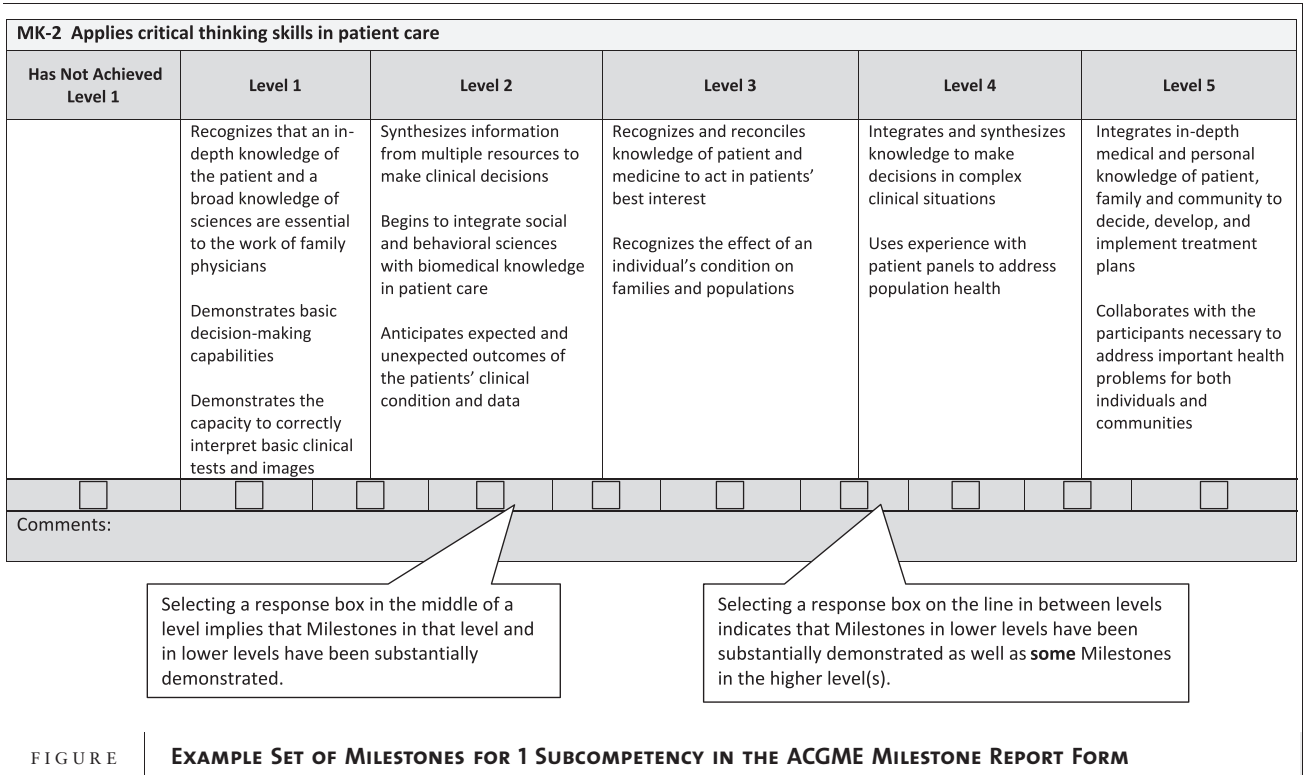 MK-2 Applies critical thinking skills in patient care
Has Not Achieved
Level 1
Level 1
Level 2
Level 3
Level 4
Level 5
Recognizes that an in-
depth knowledge of
the patient and a
broad knowledge of
sciences are essential
to the work of family
physicians
Demonstrates basic
decision-making
capabilities
Demonstrates the
capacity to correctly
interpret basic clinical
tests and images
Synthesizes information
from multiple resources to
make clinical decisions
Begins to integrate social
and behavioral sciences
with biomedical knowledge
in patient care
Anticipates expected and
unexpected outcomes of
the patients’ clinical
condition and data
Recognizes and reconciles
knowledge of patient and
medicine to act in patients’
best interest
Recognizes the effect of an
individual’s condition on
families and populations
Integrates and synthesizes
knowledge to make
decisions in complex
clinical situations
Uses experience with
patient panels to address
population health
Integrates in-depth
medical and personal
knowledge of patient,
family and community to
decide, develop, and
implement treatment
plans
Collaborates with the
participants necessary to
address important health
problems for both
individuals and
communities
Comments:
Selecting a response box in the middle of a
level implies that Milestones in that level and
in lower levels have been substantially
demonstrated.
Selecting a response box on the line in between levels
indicates that Milestones in lower levels have been
substantially demonstrated as well as some Milestones
in the higher level(s).
FIGURE
EXAMPLE SET OF MILESTONES FOR 1 SUBCOMPETENCY IN THE ACGME MILESTONE REPORT FORM